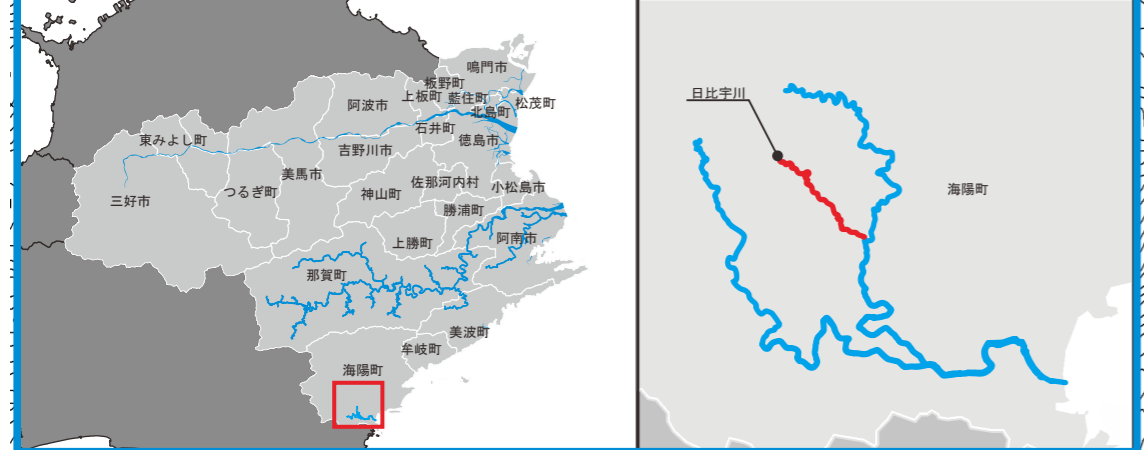 鳴門市
板野町
上板町
藍住町
松茂町
北島町
阿波市
石井町
徳島市
東みよし町
吉野川市
美馬市
つるぎ町
三好市
神山町
佐那河内村
小松島市
勝浦町
上勝町
阿南市
那賀町
美波町
牟岐町
海陽町
日比宇川
海陽町